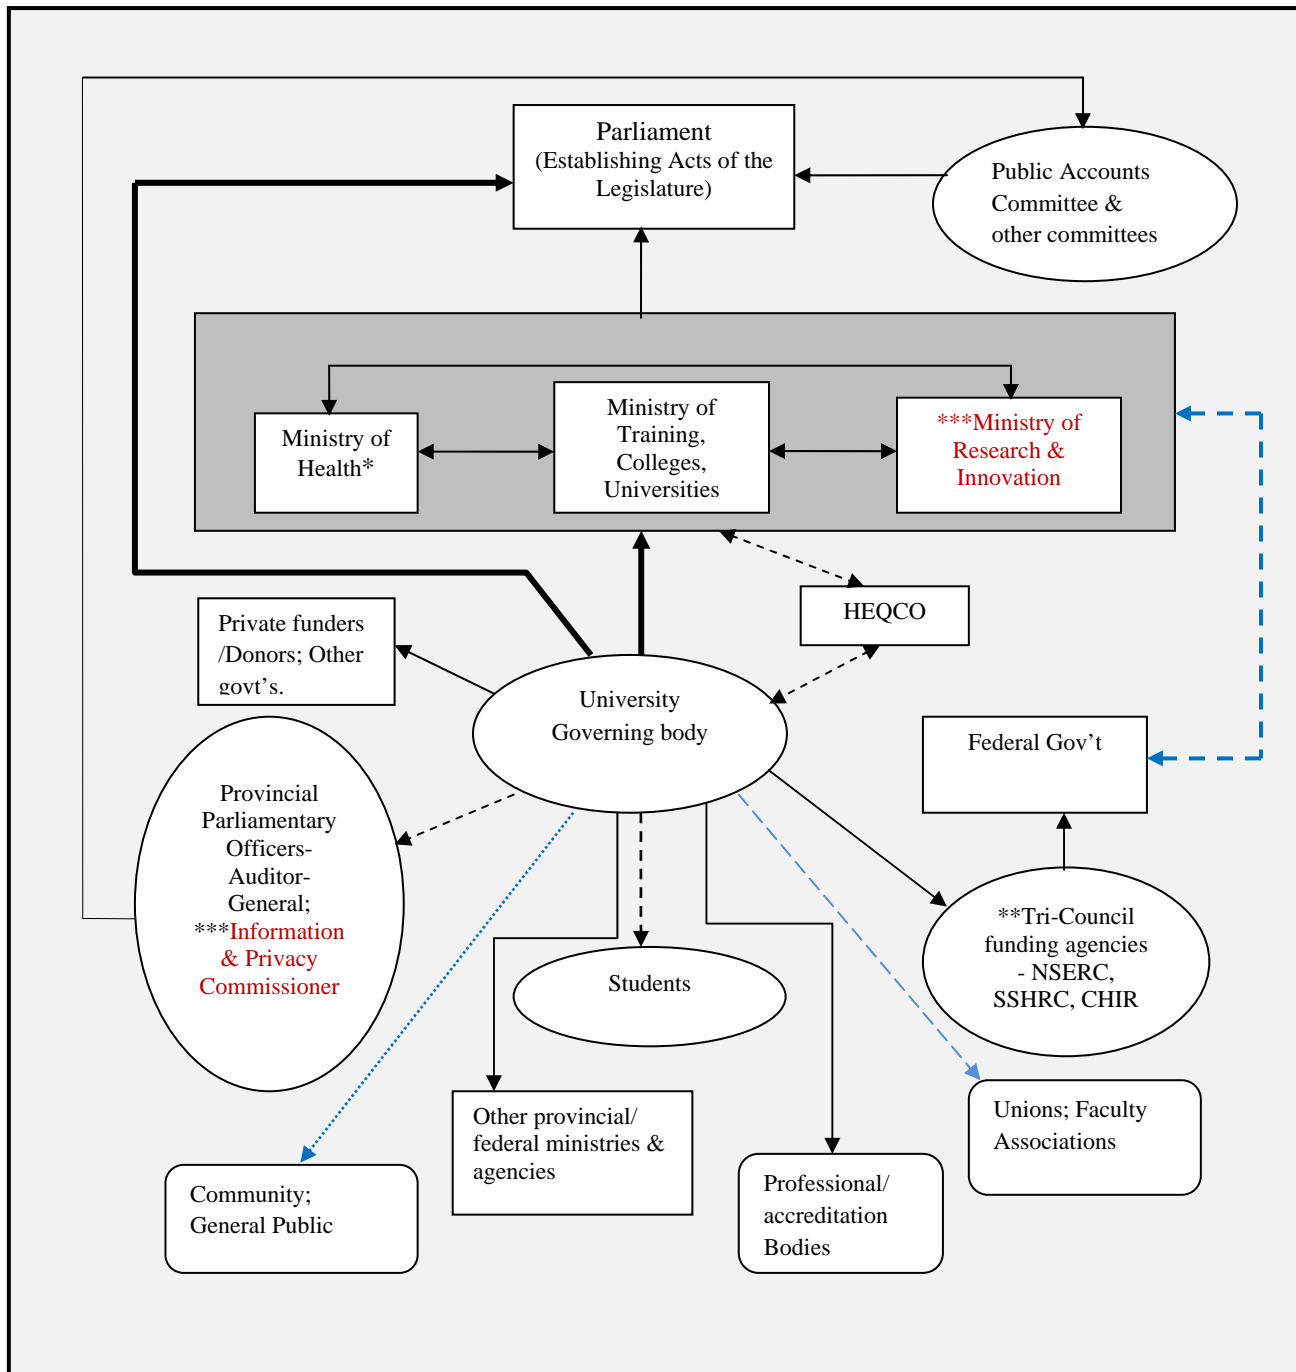 Parliament
(Establishing Acts of the
Legislature)
Public Accounts
Committee &
other committees
Ministry of
Health*
Ministry of
Training,
Colleges,
Universities
***Ministry of
Research &
Innovation
HEQCO
Private funders
/Donors; Other
govt's.
University
Governing body
Federal Gov't
Provincial
Parliamentary
Officers-
Auditor-
General;
***Information
& Privacy
Commissioner
**Tri-Council
funding agencies
- NSERC,
SSHRC, CHIR
Students
Other provincial/
federal ministries &
agencies
Unions; Faculty
Associations
Community;
General Public
Professional/
accreditation
Bodies